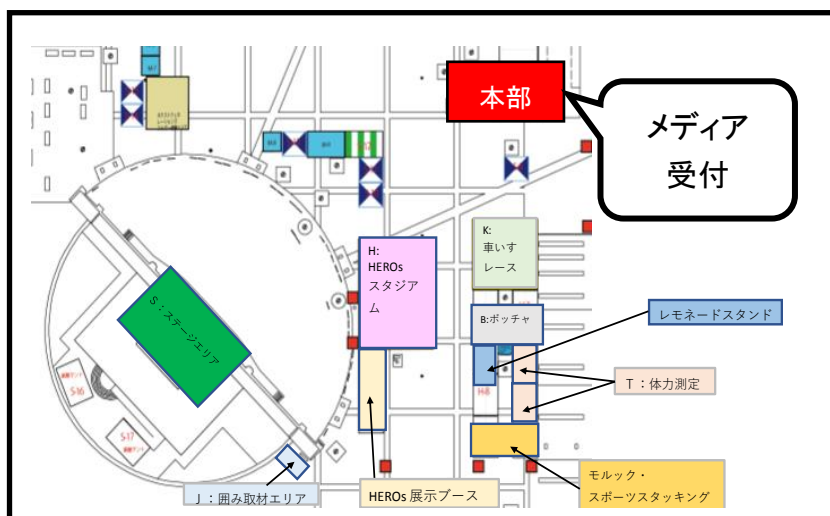 本部
メディア
受付
K:
車いす
レース
H:
HEROs
スタジア
ム
S：ステージエリア
B:ボッチャ
レモネードスタンド
T：体力測定
H-8
S-16
S-17
モルック・
スポーツスタッキング
J：囲み取材エリア
HEROs 展示ブース